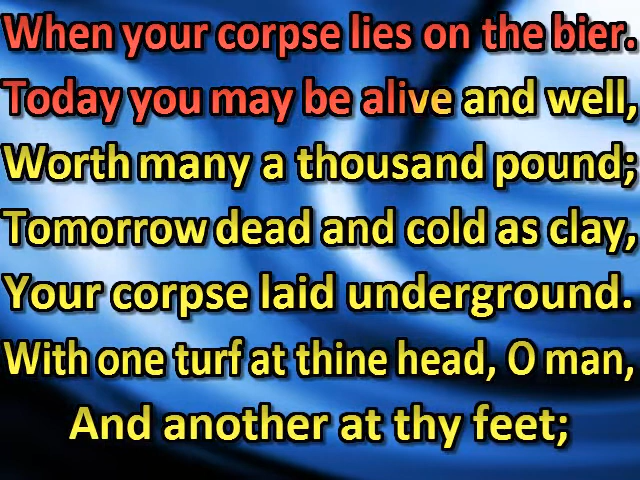 When your corpse lies on the bier.
Today you may be alive and well,
Worth many a thousand pound;
Tomorrow dead and cold as clay,
Your corpse laid underground.
With one turf at thine head, O man,
And another at thy feet;